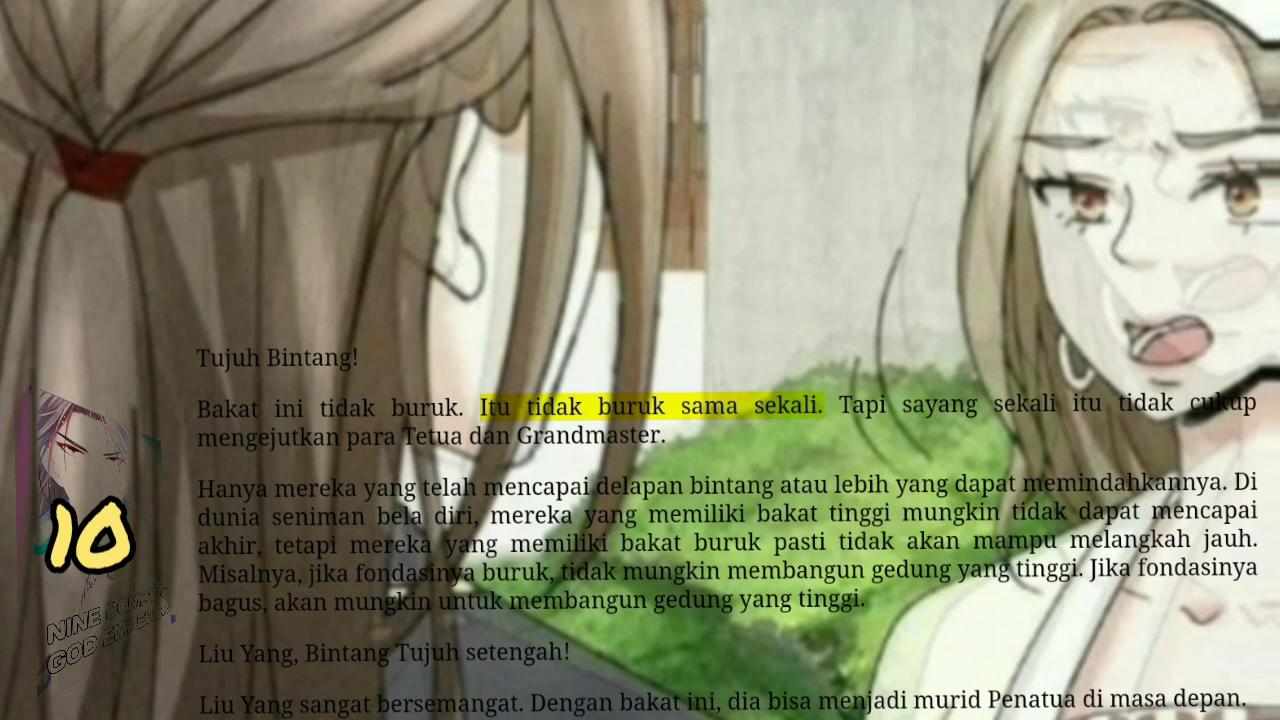 Tujuh Bintang!
Bakat ini tidak buruk. Itu tidak buruk sama sekali. Tapi sayang sekali itu tidak cukup
mengejutkan para Tetua dan Grandmaster.
Hanya mereka yang telah mencapai delapan bintang atau lebih yang dapat memindahkannya. Di
dunia seniman bela diri, mereka yang memiliki bakat tinggi mungkin tidak dapat mencapai
akhir, tetapi mereka yang memiliki bakat buruk pasti tidak akan mampu melangkah jauh.
Misalnya, jika fondasinya buruk, tidak mungkin membangun gedung yang tinggi. Jika fondasinya
bagus, akan mungkin untuk membangun gedung yang tinggi.
Liu Yang, Bintang Tujuh setengah!
Liu Yang sangat bersemangat. Dengan bakat ini, dia bisa menjadi murid Penatua di masa depan.
10
NINE
GOD